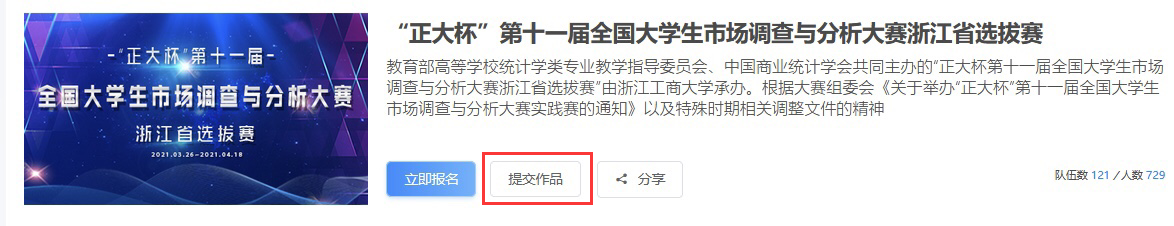 -“正大杯”第十一届-
全国大学生市场调查与分析大赛
浙江省选拔赛
2021.03.26~2021.04.18
“正大杯”第十一届全国大学生市场调查与分析大赛浙江省选拔赛
教育部高等学校统计学类专业教学指导委员会、中国商业统计学会共同主办的“正大杯第十一届全国大学生市场
调查与分析大赛浙江省选拔赛”由浙江工商大学承办。根据大赛组委会《关于举办“正大杯”第十一届全国大学生
市场调查与分析大赛实践赛的通知》以及特殊时期相关调整文件的精神
立即报名
提交作品
分享
队伍数 121 / 人数 729